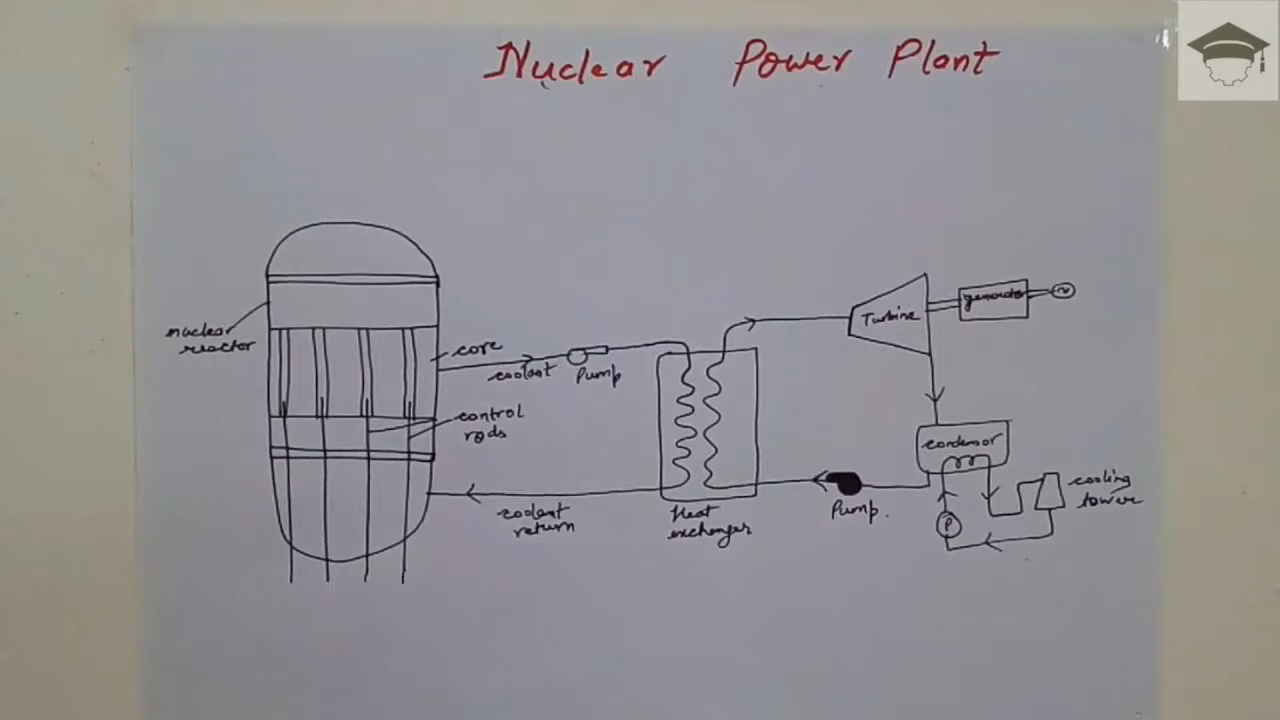 Nuclear Power Plant
nuclear
reactor
core
coolant
Pump
control
rods
coolant
return
Heat
exchanger
Turbine
generator
condensor
Pump.
P
cooling
tower